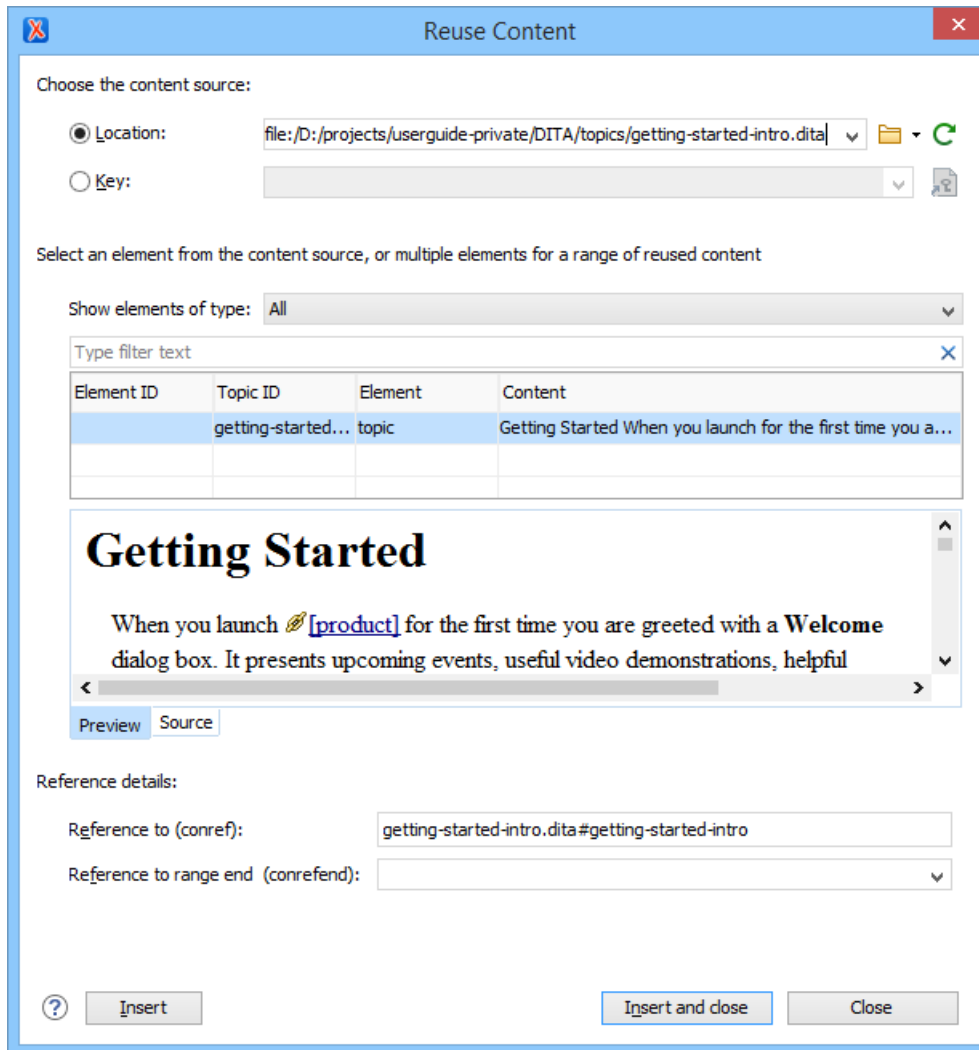 Reuse Content
Choose the content source:
Location: file:/D:/projects/userguide-private/DITA/topics/getting-started-intro.dita
Key:
Select an element from the content source, or multiple elements for a range of reused content
Show elements of type: All
Type filter text
Element ID Topic ID Element Content
getting-started... topic Getting Started When you launch for the first time you a...
Getting Started
When you launch [product] for the first time you are greeted with a Welcome
dialog box. It presents upcoming events, useful video demonstrations, helpful
Preview Source
Reference details:
Reference to (conref): getting-started-intro.dita#getting-started-intro
Reference to range end (conrefend):
? Insert Insert and close Close